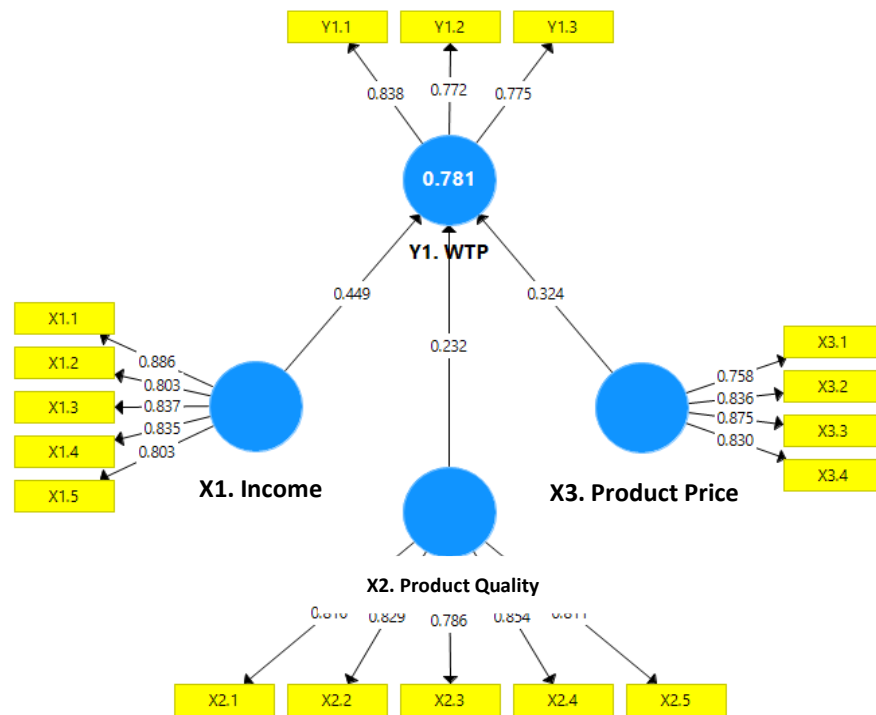 Y1.1 Y1.2 Y1.3
0.838 0.772 0.775
0.781
Y1. WTP
0.449 0.232 0.324
X1.1
X1.2
X1.3
X1.4
X1.5
0.886
0.803
0.837
0.835
0.803
X1. Income
X3.1
X3.2
X3.3
X3.4
0.758
0.836
0.875
0.830
X3. Product Price
X2. Product Quality
0.829 0.786 0.854
X2.1 X2.2 X2.3 X2.4 X2.5